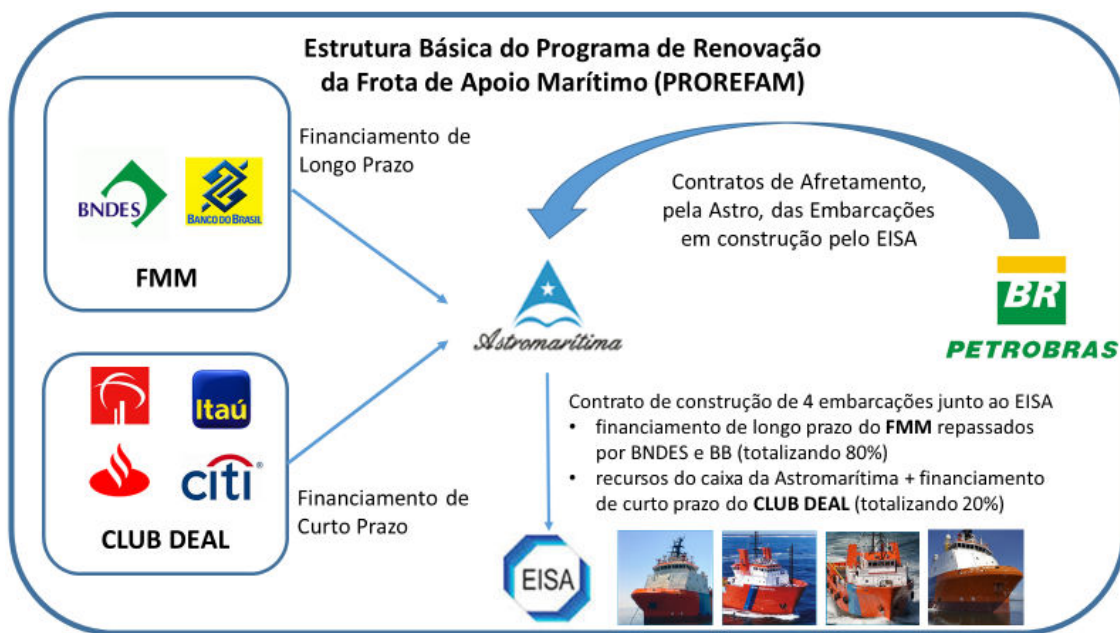 Estrutura Básica do Programa de Renovação
da Frota de Apoio Marítimo (PROREFAM)
BNDES
BANCO DO BRASIL
FMM
Financiamento de
Longo Prazo
Contratos de Afretamento,
pela Astro, das Embarcações
em construção pelo EISA
Astromarítima
BR
PETROBRAS
Itaú
citi®
CLUB DEAL
Financiamento de
Curto Prazo
Contrato de construção de 4 embarcações junto ao EISA
• financiamento de longo prazo do FMM repassados
por BNDES e BB (totalizando 80%)
• recursos do caixa da Astromarítima + financiamento
de curto prazo do CLUB DEAL (totalizando 20%)
EISA